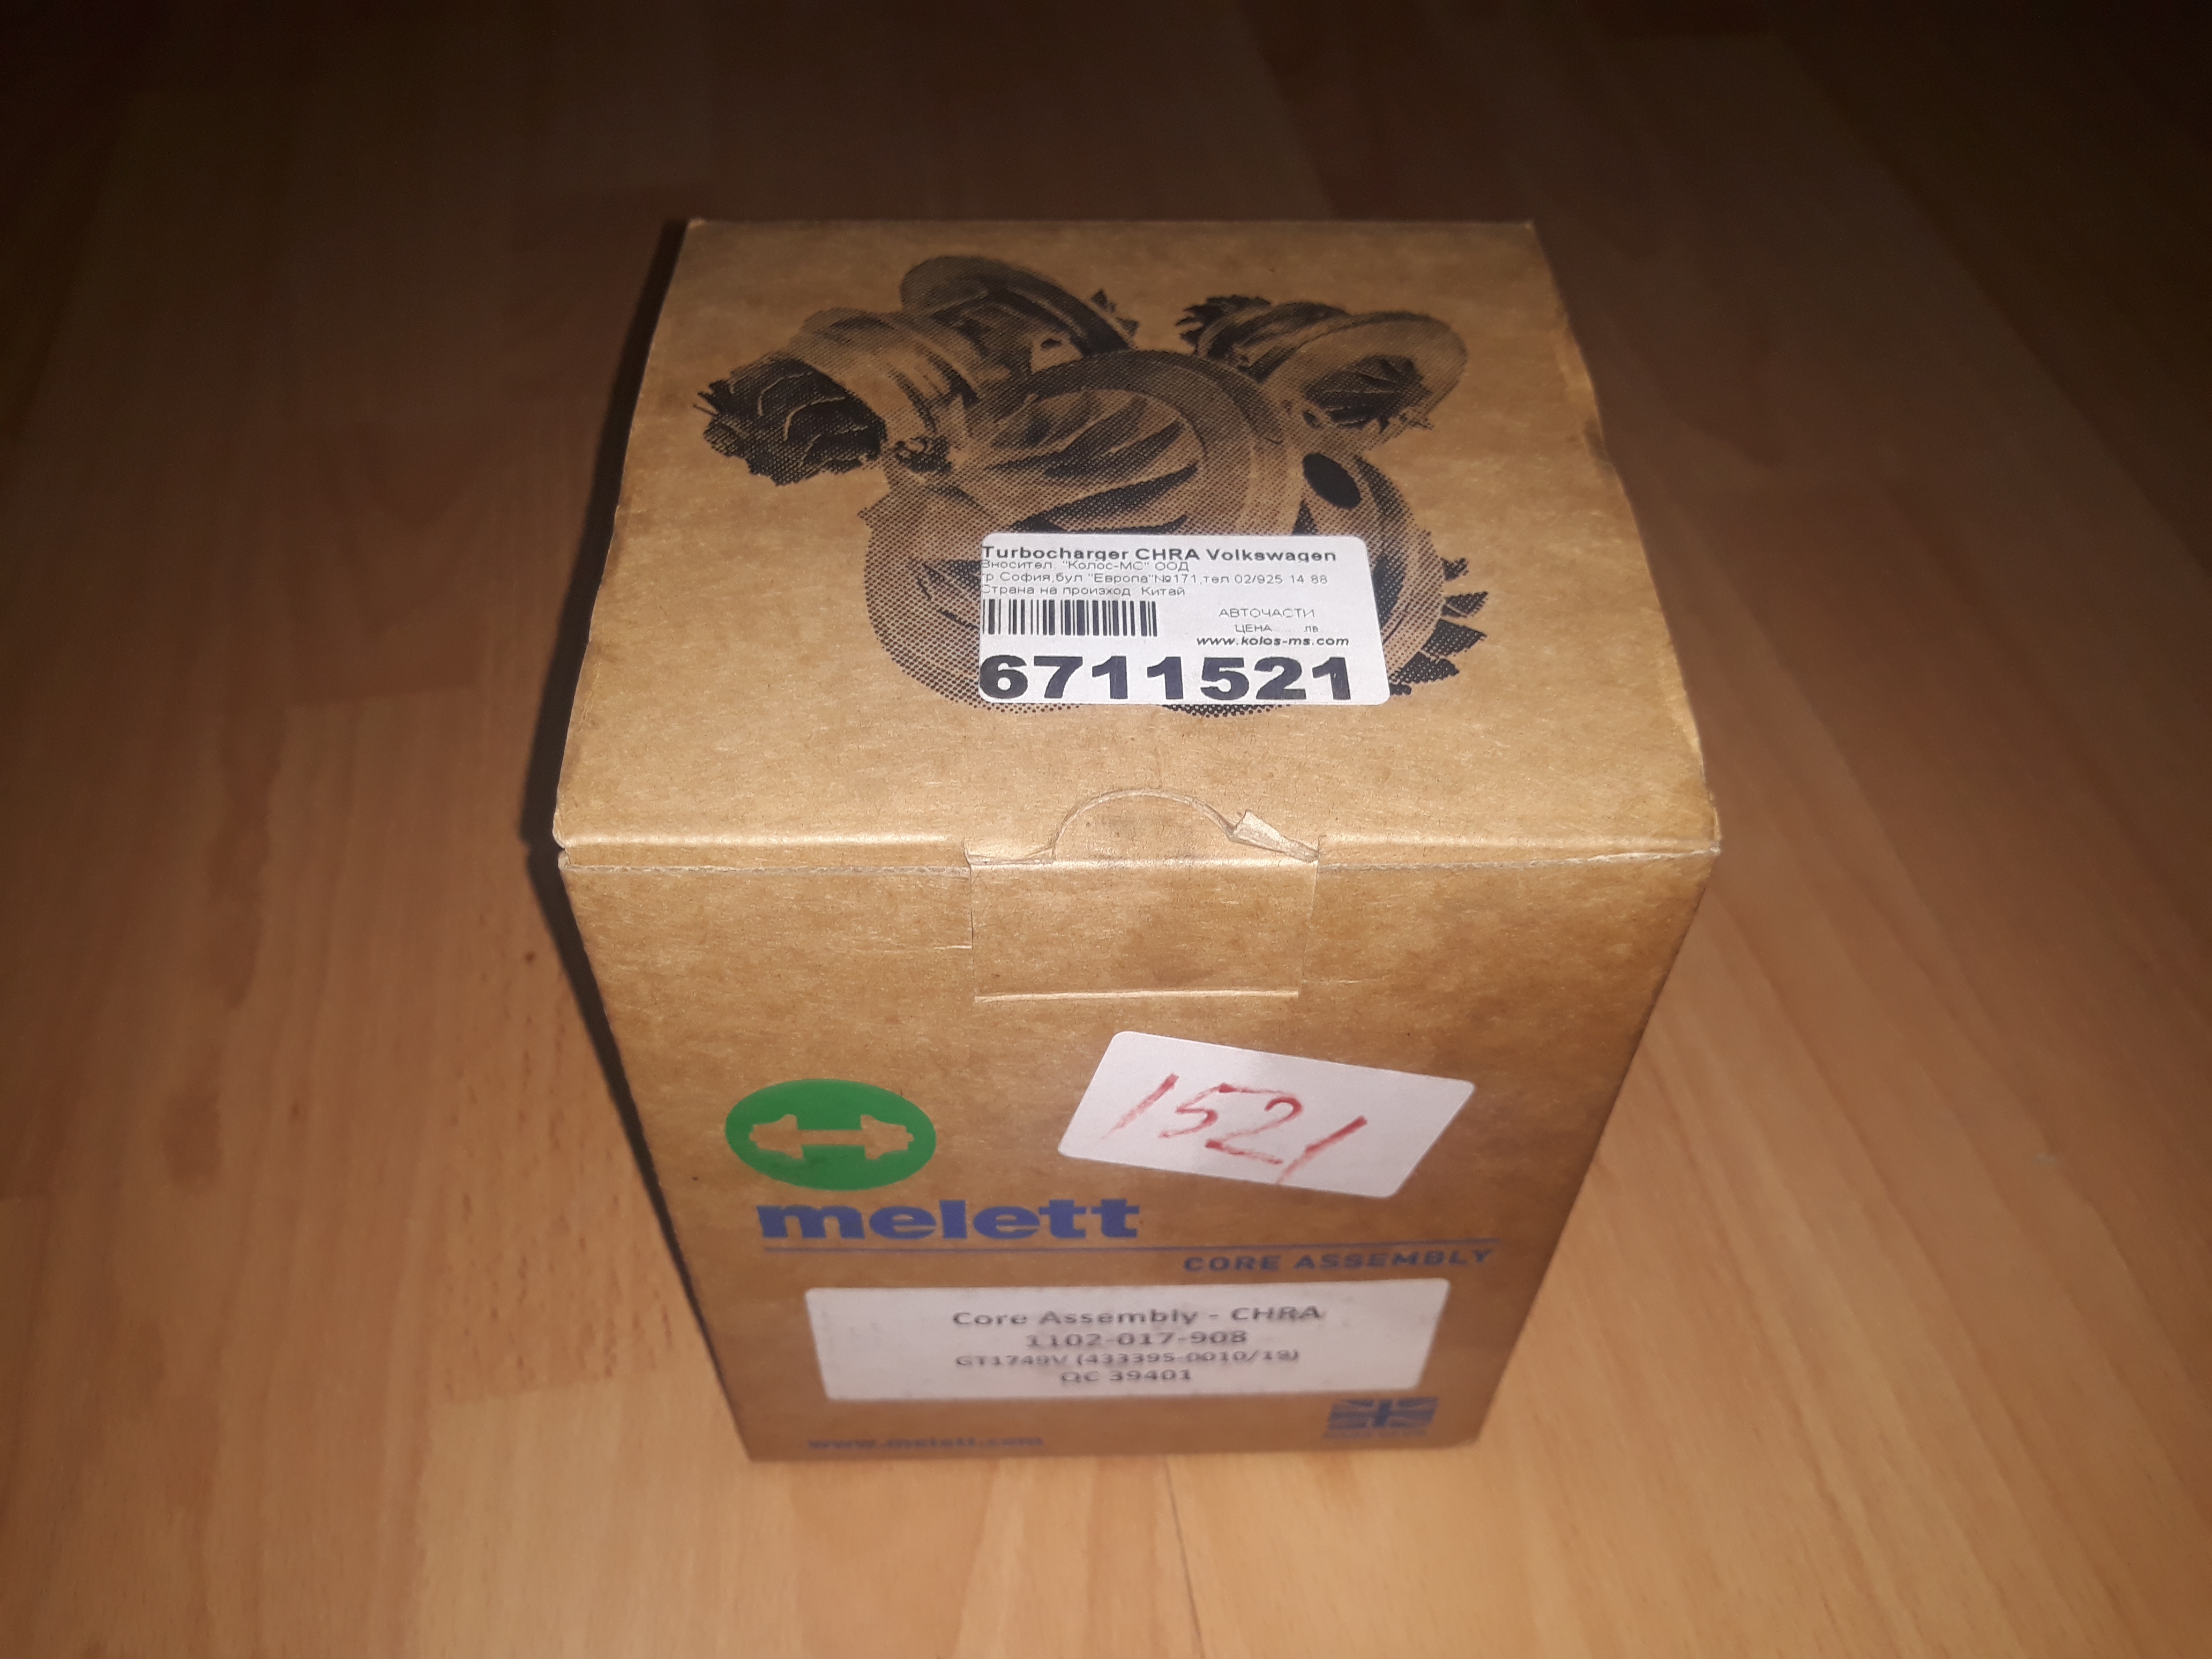 Turbocharger CHRA Volkswagen
Вносител: "Колос-МС" ООД
гр.София,бул."Европа"№171,тел.02/925 14 88
Страна на произход: Китай
АВТОЧАСТИ
ЦЕНА...... лв.
www.kolos-ms.com
6711521
1521
melett
CORE ASSEMBLY
Core Assembly - CHRA
1102-017-908
GT1749V (433395-0010/19)
QC 39401
www.melett.com